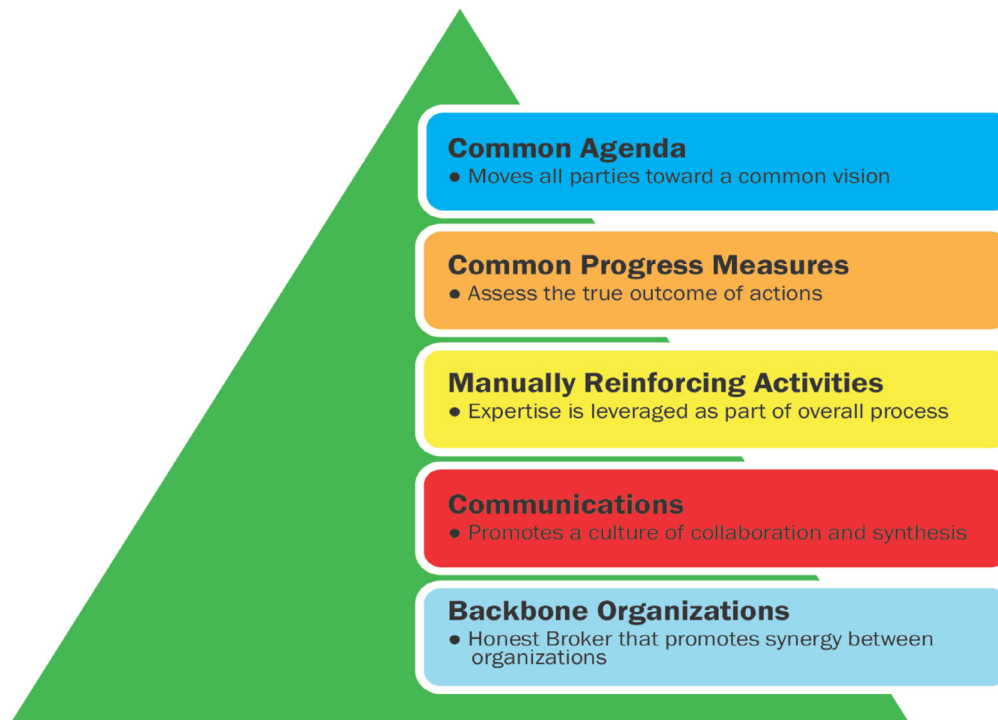 Common Agenda
● Moves all parties toward a common vision
Common Progress Measures
● Assess the true outcome of actions
Manually Reinforcing Activities
● Expertise is leveraged as part of overall process
Communications
● Promotes a culture of collaboration and synthesis
Backbone Organizations
● Honest Broker that promotes synergy between
organizations